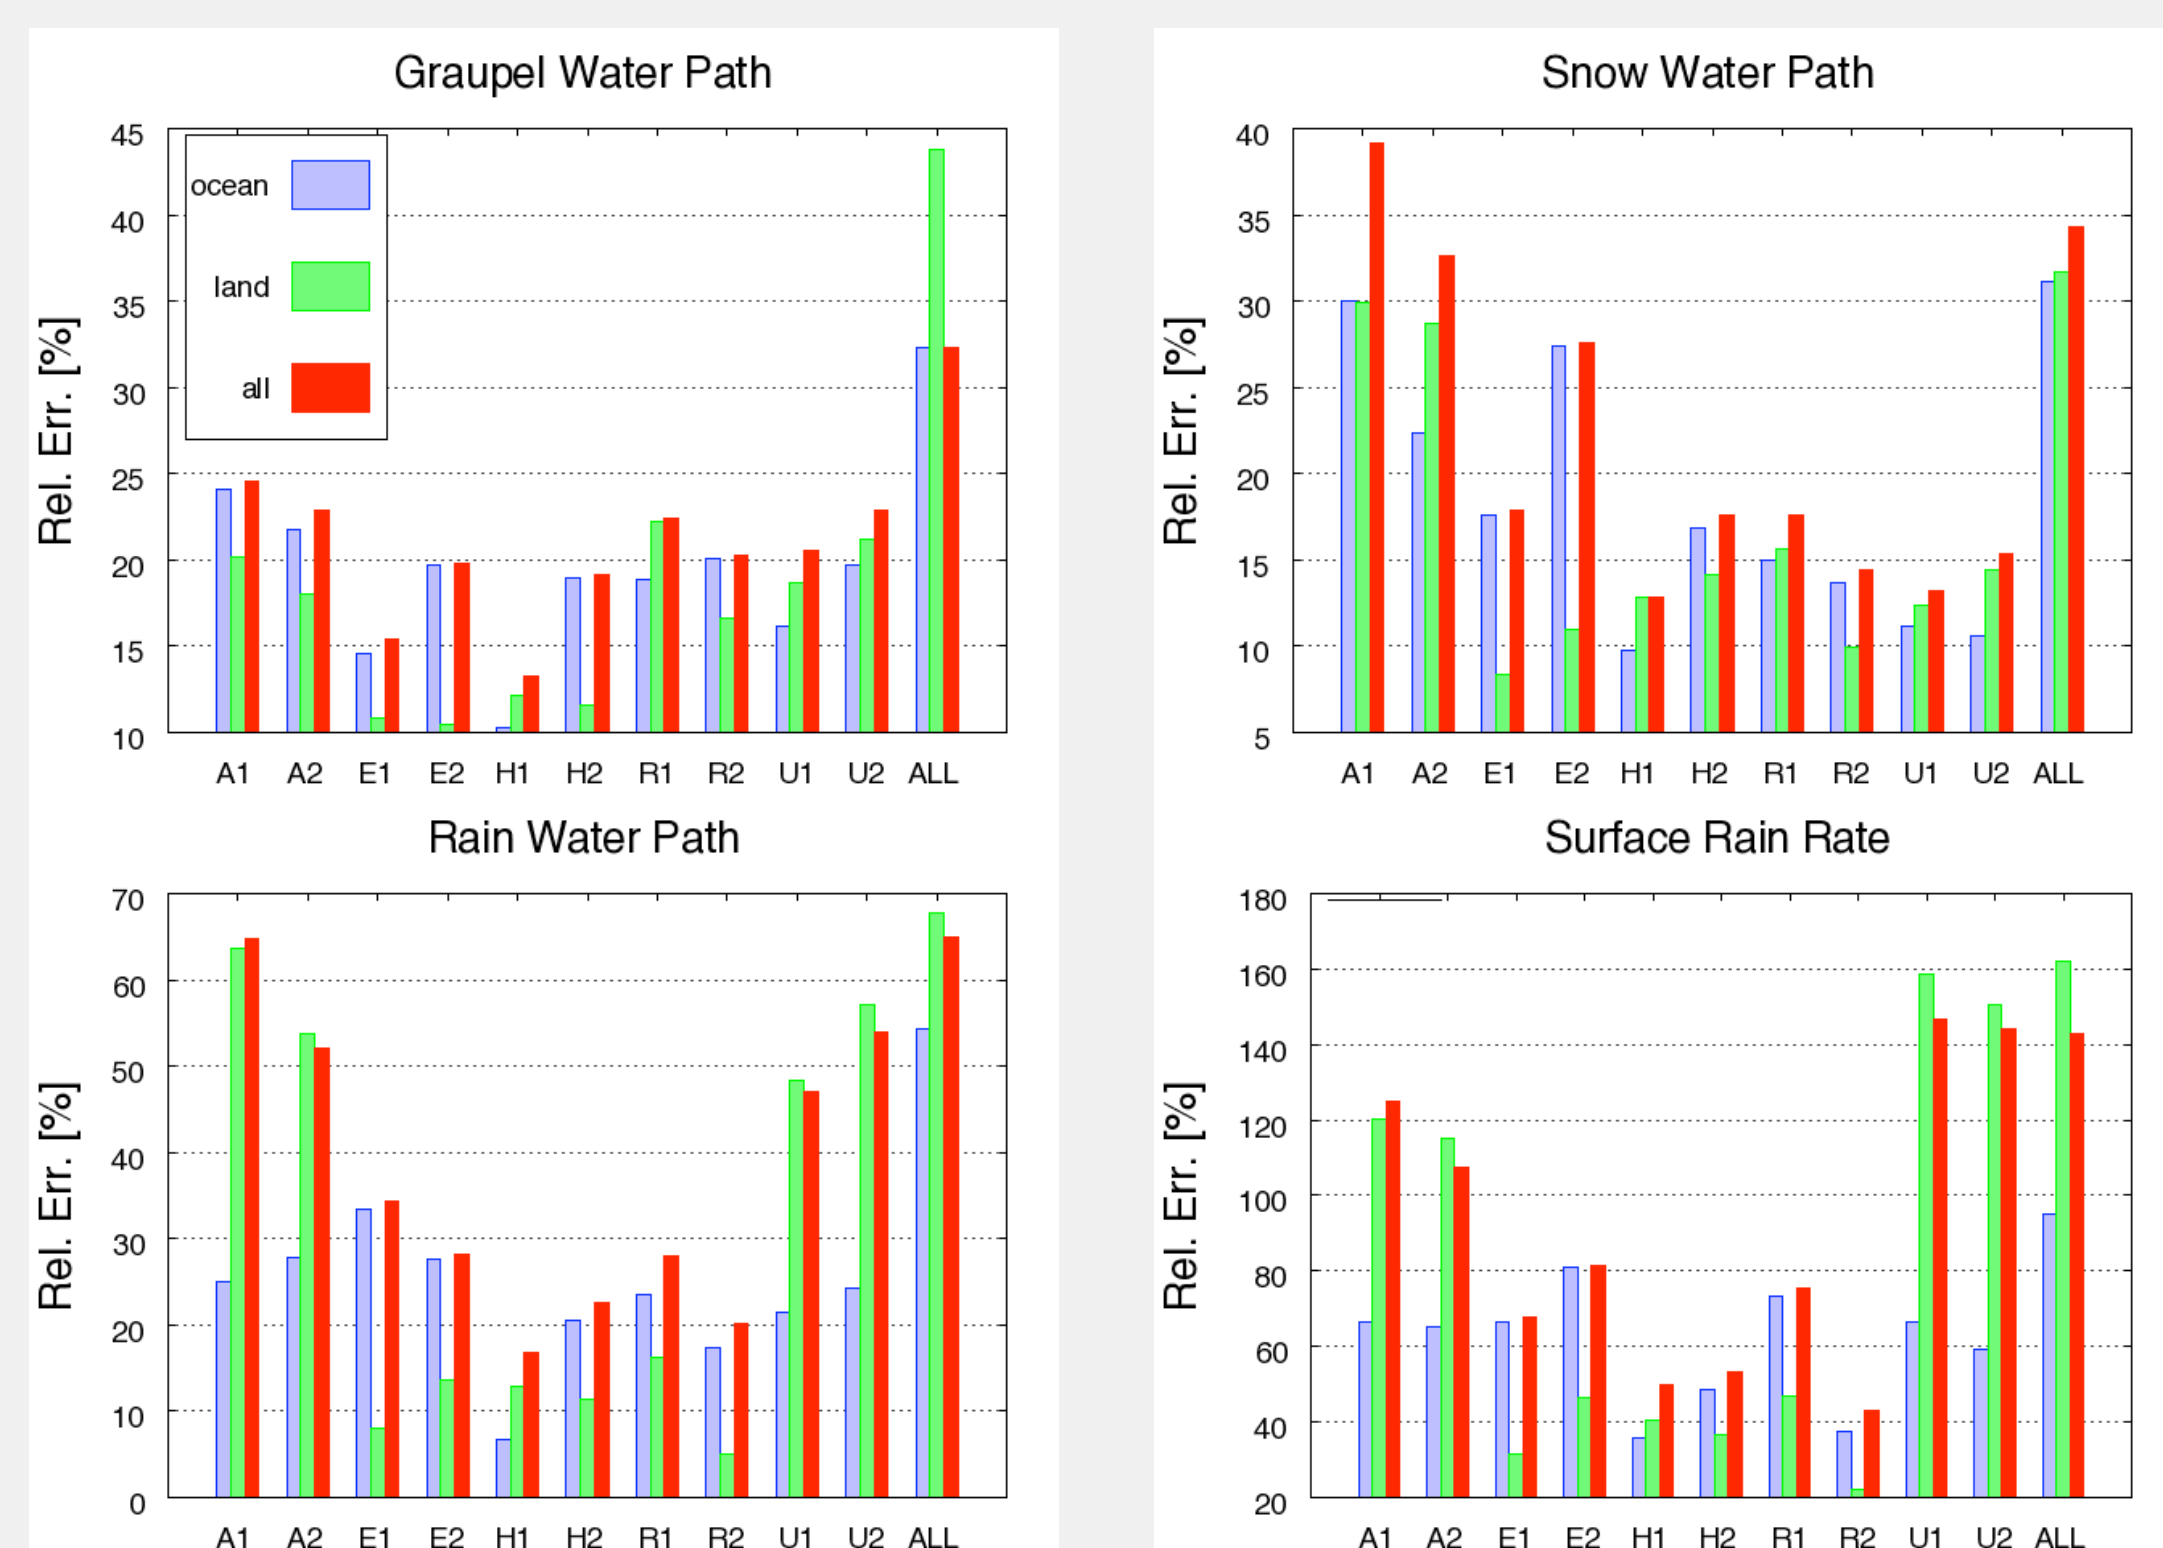 Graupel Water Path
45
40
35
30
25
20
15
10
Rel. Err. [%]
ocean
land
all
A1 A2 E1 E2 H1 H2 R1 R2 U1 U2 ALL
Snow Water Path
40
35
30
25
20
15
10
5
Rel. Err. [%]
A1 A2 E1 E2 H1 H2 R1 R2 U1 U2 ALL
Rain Water Path
70
60
50
40
30
20
10
0
Rel. Err. [%]
A1 A2 E1 E2 H1 H2 R1 R2 U1 U2 ALL
Surface Rain Rate
180
160
140
120
100
80
60
40
20
Rel. Err. [%]
A1 A2 E1 E2 H1 H2 R1 R2 U1 U2 ALL